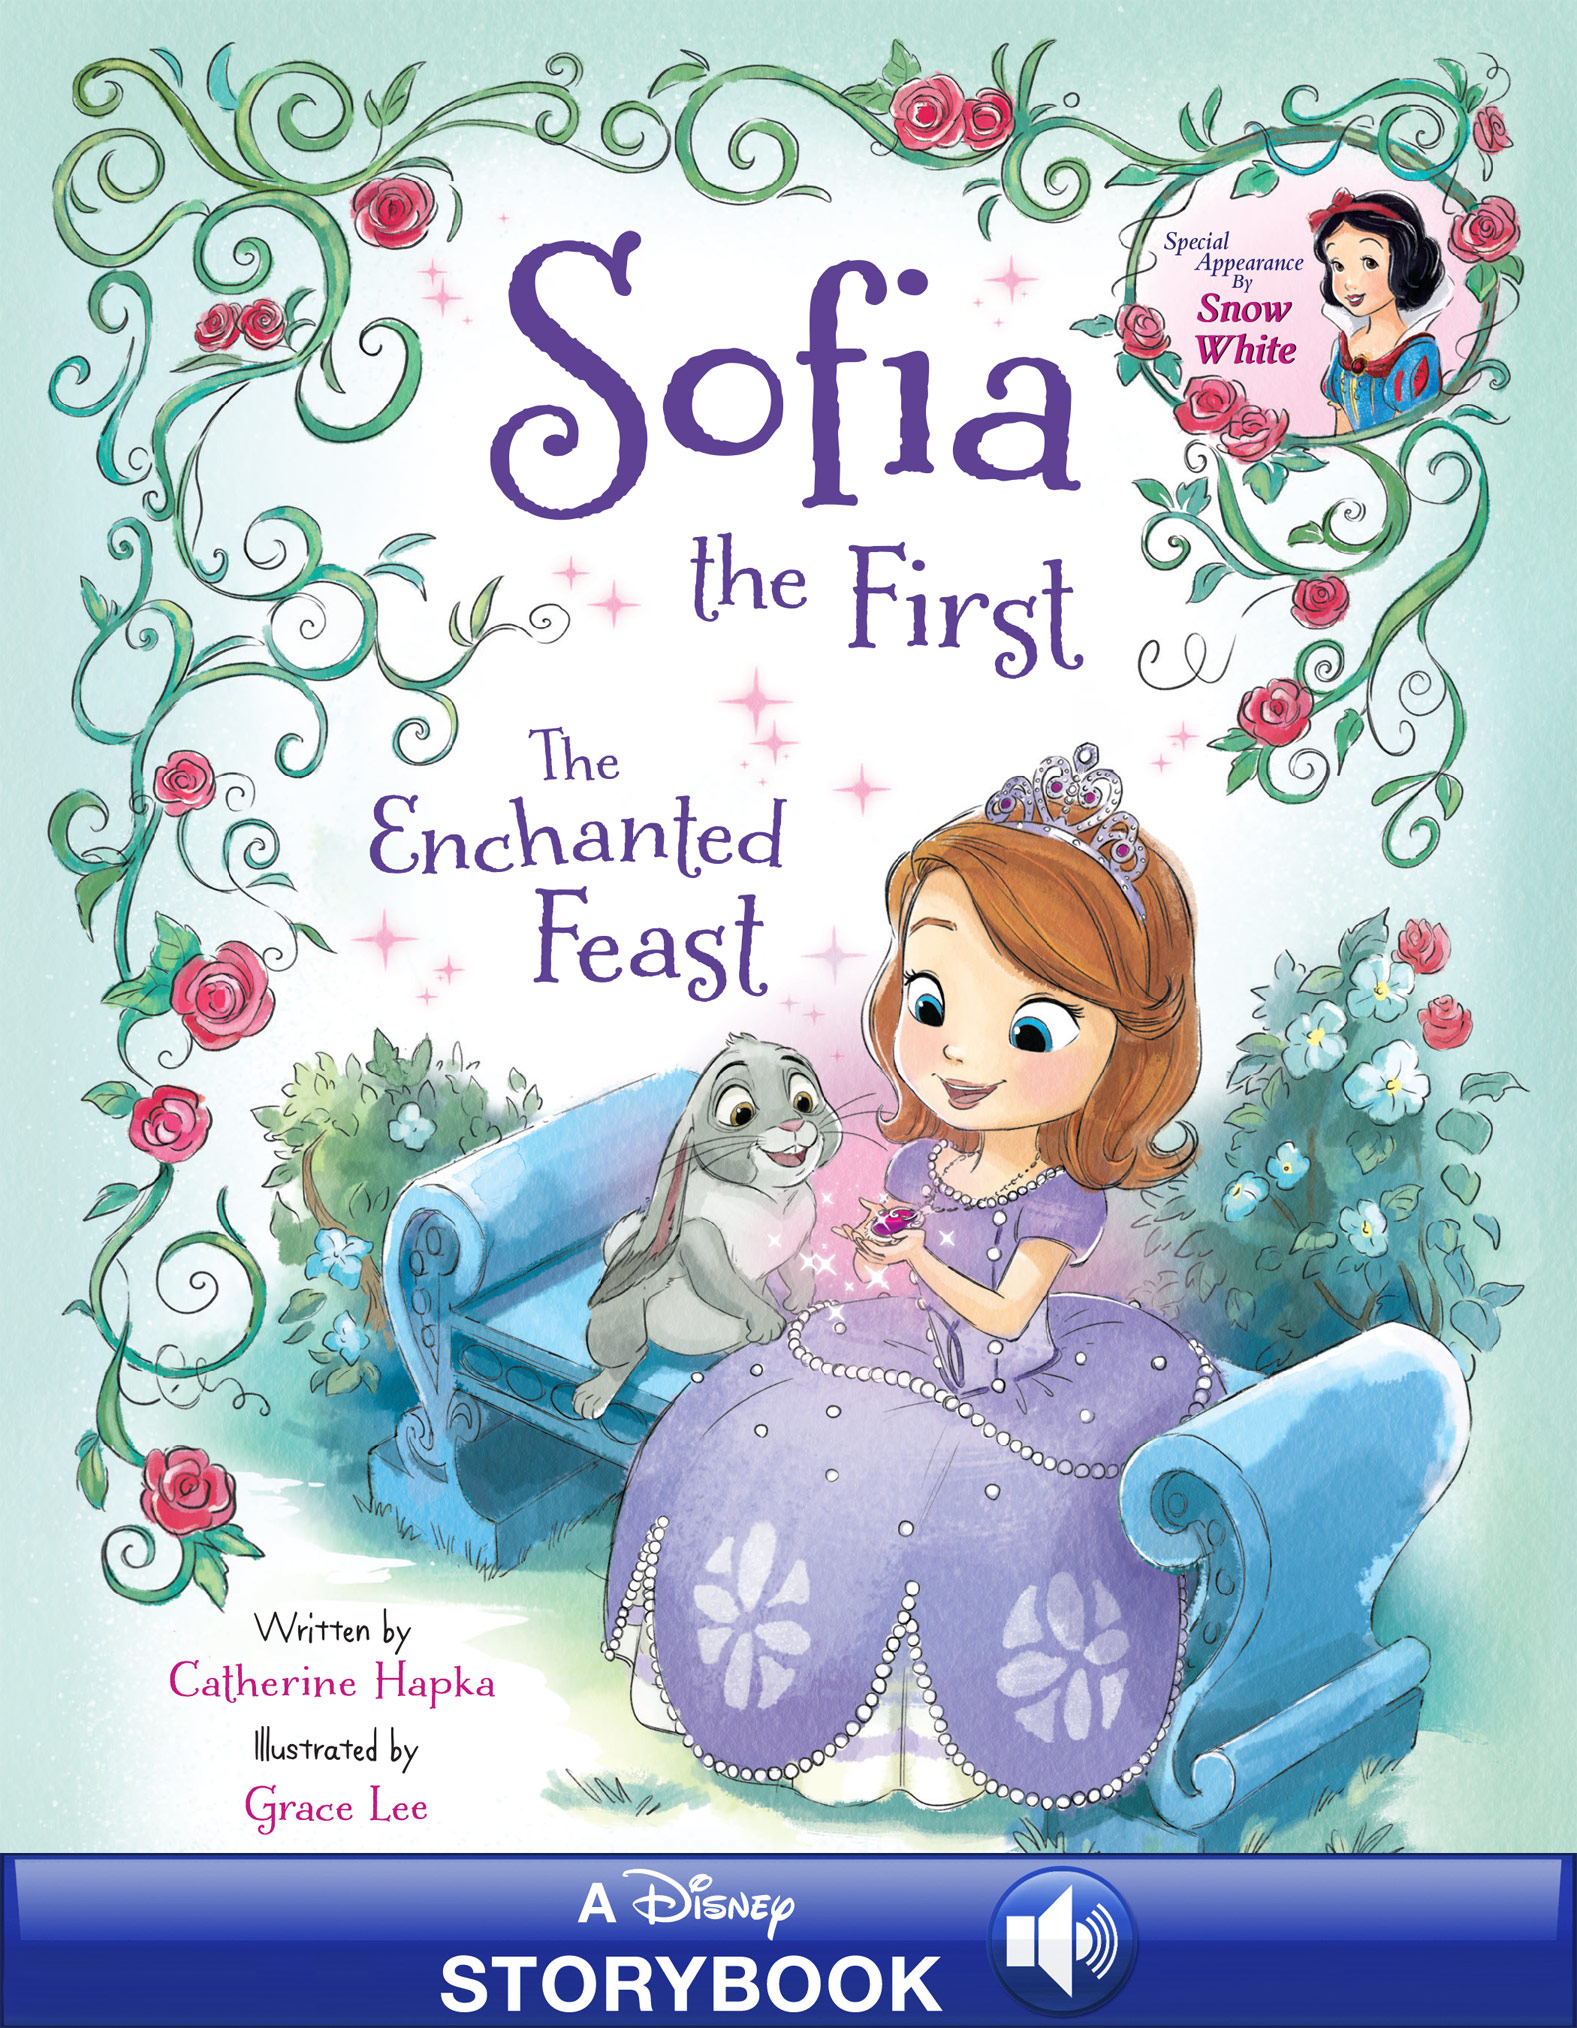 Sofia
the First
Special
Appearance
By
Snow
White
The
Enchanted
Feast
Written by
Catherine Hapka
Illustrated by
Grace Lee
A Disney
STORYBOOK